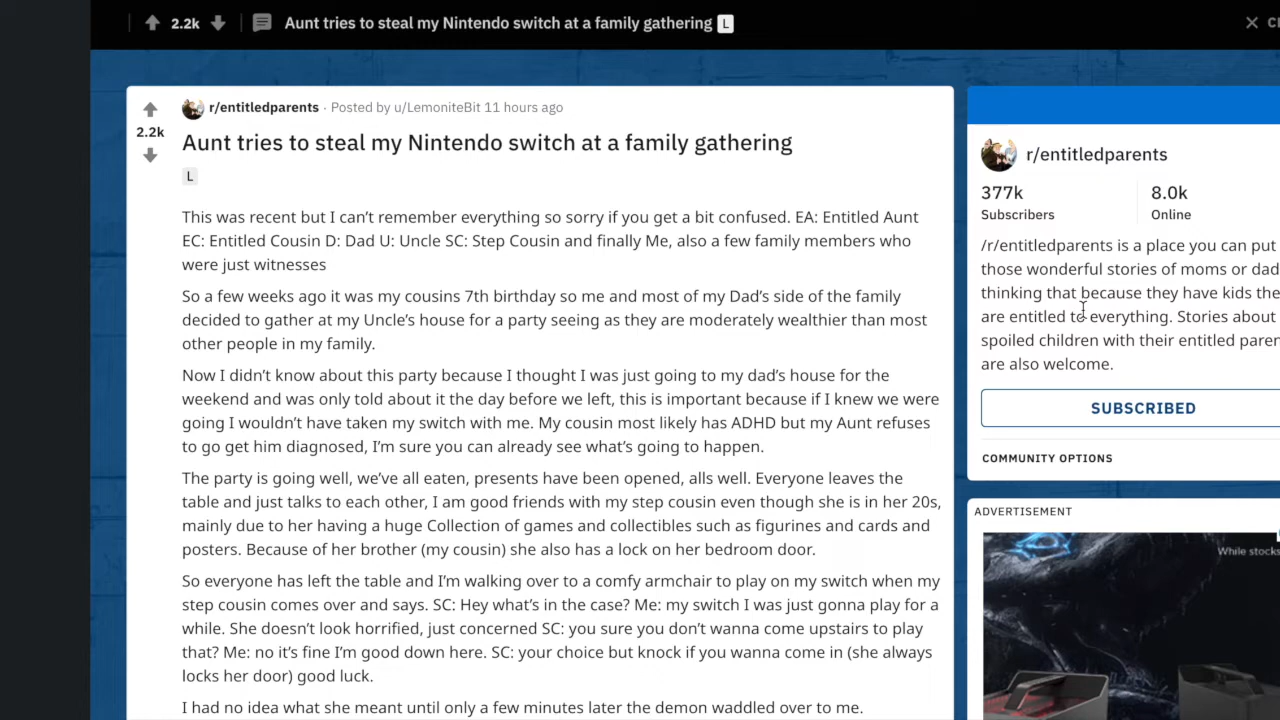 2.2k
Aunt tries to steal my Nintendo switch at a family gathering L
r/entitledparents · Posted by u/LemoniteBit 11 hours ago
2.2k
Aunt tries to steal my Nintendo switch at a family gathering
L
This was recent but I can’t remember everything so sorry if you get a bit confused. EA: Entitled Aunt
EC: Entitled Cousin D: Dad U: Uncle SC: Step Cousin and finally Me, also a few family members who
were just witnesses
So a few weeks ago it was my cousins 7th birthday so me and most of my Dad’s side of the family
decided to gather at my Uncle’s house for a party seeing as they are moderately wealthier than most
other people in my family.
Now I didn’t know about this party because I thought I was just going to my dad’s house for the
weekend and was only told about it the day before we left, this is important because if I knew we were
going I wouldn’t have taken my switch with me. My cousin most likely has ADHD but my Aunt refuses
to go get him diagnosed, I’m sure you can already see what’s going to happen.
The party is going well, we’ve all eaten, presents have been opened, alls well. Everyone leaves the
table and just talks to each other, I am good friends with my step cousin even though she is in her 20s,
mainly due to her having a huge Collection of games and collectibles such as figurines and cards and
posters. Because of her brother (my cousin) she also has a lock on her bedroom door.
So everyone has left the table and I’m walking over to a comfy armchair to play on my switch when my
step cousin comes over and says. SC: Hey what’s in the case? Me: my switch I was just gonna play for a
while. She doesn’t look horrified, just concerned SC: you sure you don’t wanna come upstairs to play
that? Me: no it’s fine I’m good down here. SC: your choice but knock if you wanna come in (she always
locks her door) good luck.
I had no idea what she meant until only a few minutes later the demon waddled over to me.
r/entitledparents
377k
Subscribers
8.0k
Online
/r/entitledparents is a place you can put
those wonderful stories of moms or dad
thinking that because they have kids the
are entitled to everything. Stories about
spoiled children with their entitled paren
are also welcome.
SUBSCRIBED
COMMUNITY OPTIONS
ADVERTISEMENT
While stocks